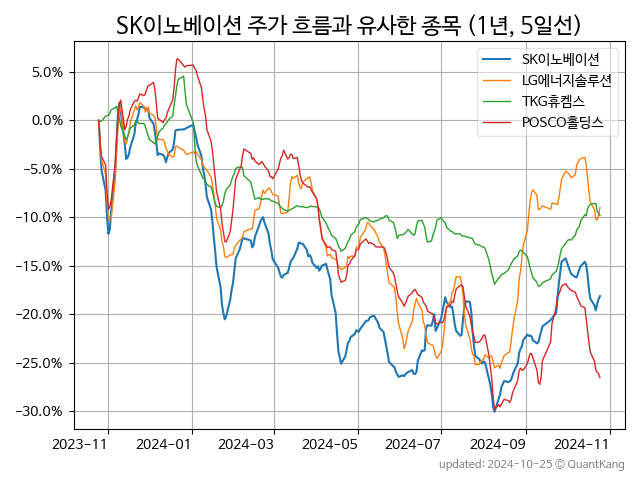 SK이노베이션 주가 흐름과 유사한 종목 (1년, 5일선)
SK이노베이션
LG에너지솔루션
TKG휴켐스
POSCO홀딩스
5.0%
0.0%
−5.0%
−10.0%
−15.0%
−20.0%
−25.0%
−30.0%
2023-11 2024-01 2024-03 2024-05 2024-07 2024-09 2024-11
updated: 2024-10-25 © QuantKang